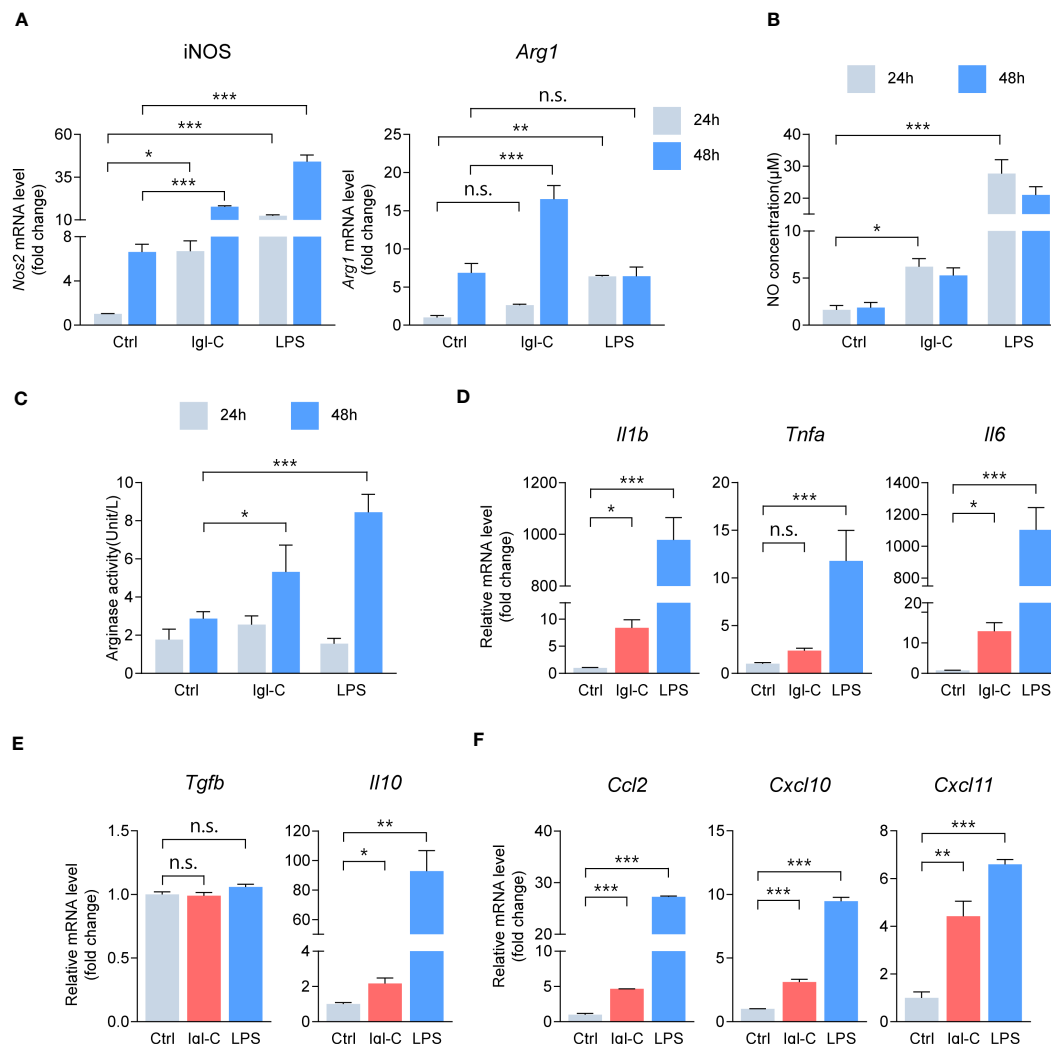 A
iNOS
Arg1
***
***
*
***
Nos2 mRNA level
(fold change)
60
35
10
8
4
0
Ctrl
Igl-C
LPS
n.s.
**
***
n.s.
Arg1 mRNA level
(fold change)
25
20
15
10
5
0
Ctrl
Igl-C
LPS
24h
48h
B
24h
48h
***
*
NO concentration(μM)
40
30
20
10
10
5
0
Ctrl
Igl-C
LPS
C
24h
48h
***
*
Arginase activity(Unit/L)
10
8
6
4
2
0
Ctrl
Igl-C
LPS
D
Il1b
Relative mRNA level
(fold change)
1200
1000
800
10
5
0
***
*
Ctrl
Igl-C
LPS
Tnfa
20
15
10
5
0
***
n.s.
Ctrl
Igl-C
LPS
Il6
1400
1200
1000
800
20
10
0
***
*
Ctrl
Igl-C
LPS
E
Tgfb
Relative mRNA level
(fold change)
1.5
1.0
0.5
0.0
n.s.
n.s.
Ctrl
Igl-C
LPS
Il10
120
100
80
60
4
2
0
**
*
Ctrl
Igl-C
LPS
F
Ccl2
Relative mRNA level
(fold change)
40
30
20
10
5
0
***
***
Ctrl
Igl-C
LPS
Cxcl10
15
10
5
0
***
***
Ctrl
Igl-C
LPS
Cxcl11
8
6
4
2
0
***
**
Ctrl
Igl-C
LPS